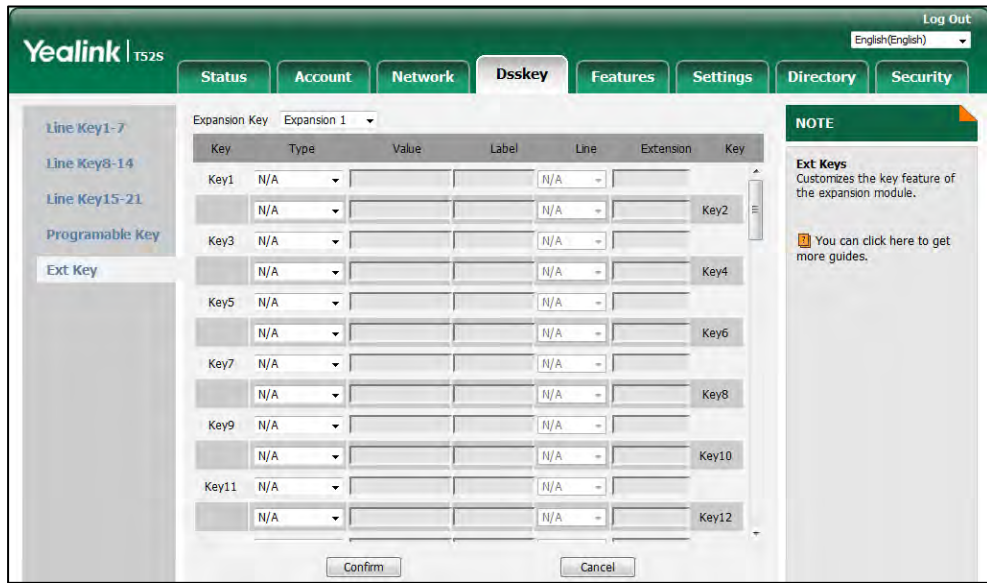 Log Out
English(English)
Yealink T52S
Status Account Network Dsskey Features Settings Directory Security
Line Key1-7
Line Key8-14
Line Key15-21
Programable Key
Ext Key
Expansion Key Expansion 1
Key Type Value Label Line Extension Key
Key1 N/A N/A
N/A N/A Key2
Key3 N/A N/A
N/A N/A Key4
Key5 N/A N/A
N/A N/A Key6
Key7 N/A N/A
N/A N/A Key8
Key9 N/A N/A
N/A N/A Key10
Key11 N/A N/A
N/A N/A Key12
Confirm Cancel
NOTE
Ext Keys
Customizes the key feature of
the expansion module.
? You can click here to get
more guides.